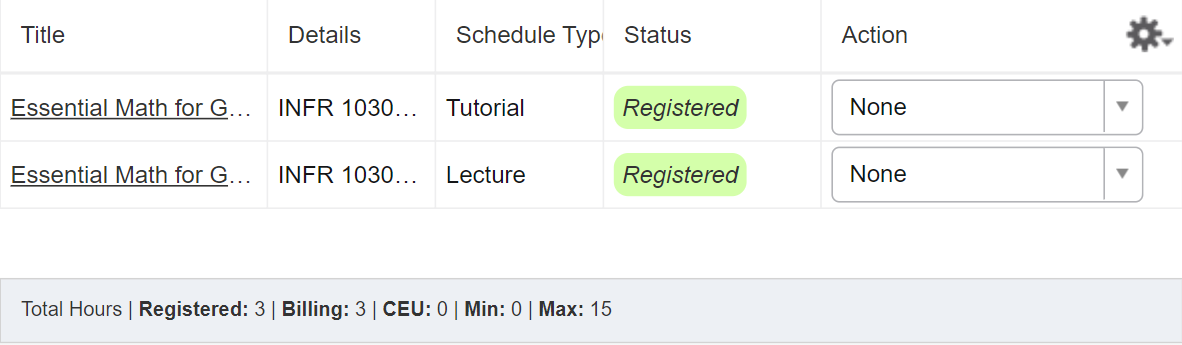 Title Details Schedule Type Status Action
Essential Math for G… INFR 1030… Tutorial Registered None
Essential Math for G… INFR 1030… Lecture Registered None
Total Hours | Registered: 3 | Billing: 3 | CEU: 0 | Min: 0 | Max: 15